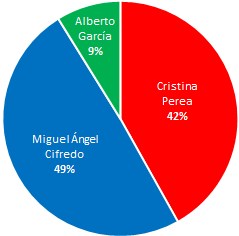 Alberto
García
9%
Cristina
Perea
42%
Miguel Ángel
Cifredo
49%